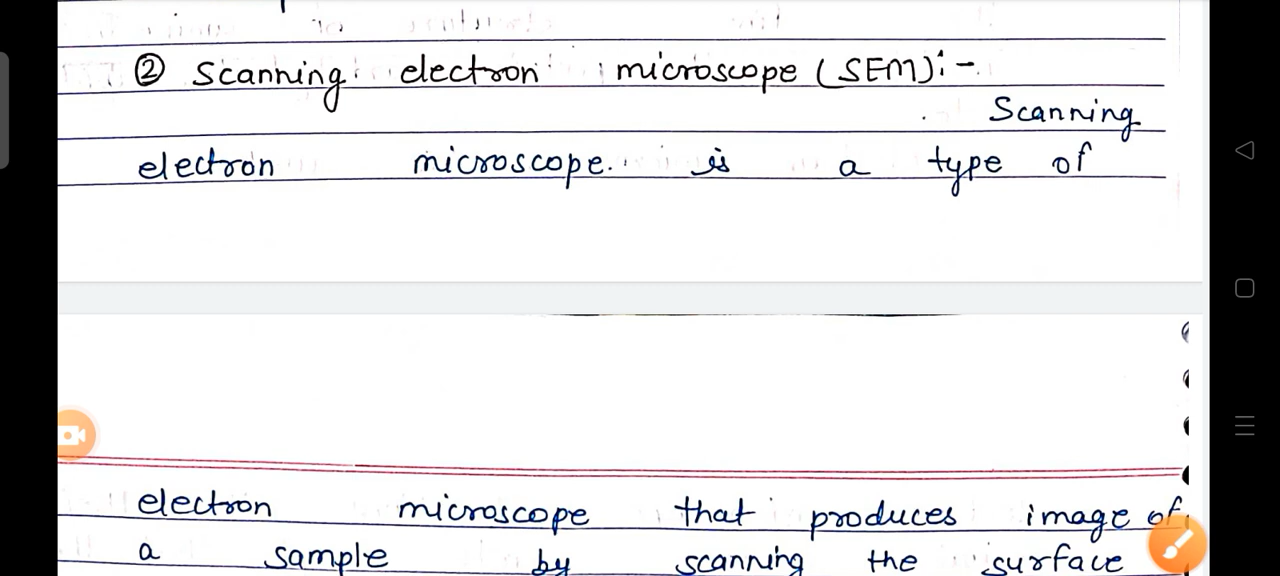 ② Scanning electron microscope (SEM):-
Scanning
electron microscope. is a type of
electron microscope that produces image of
a sample by scanning the surface